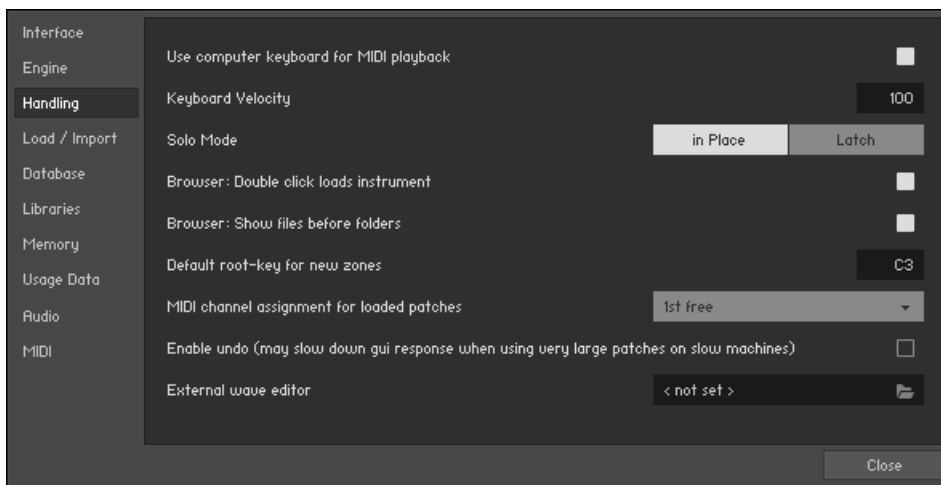 Interface
Engine
Handling
Load / Import
Database
Libraries
Memory
Usage Data
Audio
MIDI
Use computer keyboard for MIDI playback
Keyboard Velocity 100
Solo Mode in Place Latch
Browser: Double click loads instrument
Browser: Show files before folders
Default root-key for new zones C3
MIDI channel assignment for loaded patches 1st free
Enable undo (may slow down gui response when using very large patches on slow machines)
External wave editor < not set >
Close